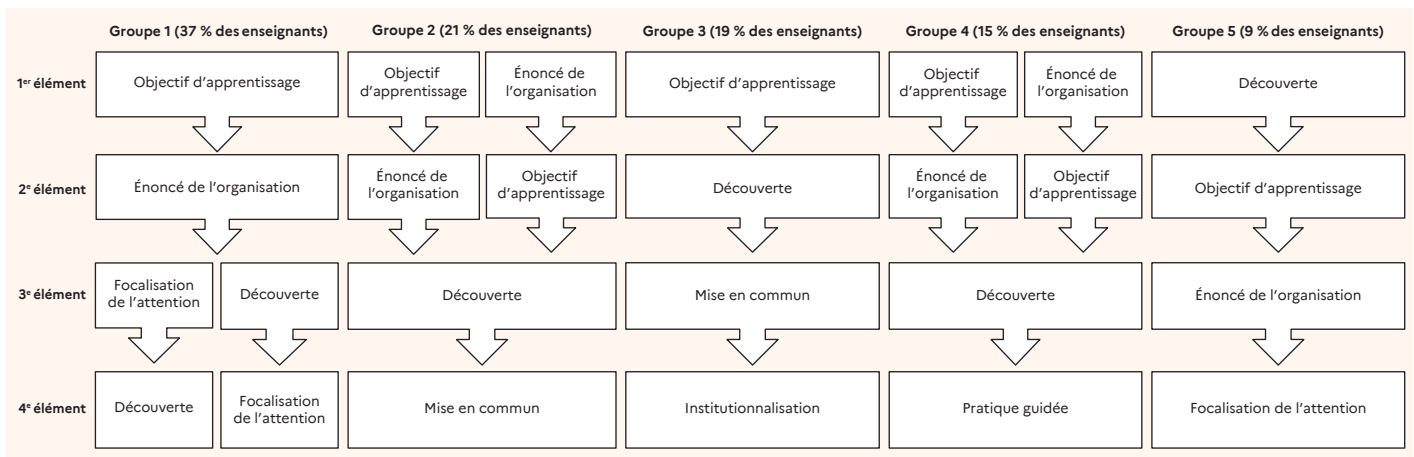 Groupe 1 (37 % des enseignants)
Groupe 2 (21 % des enseignants)
Groupe 3 (19 % des enseignants)
Groupe 4 (15 % des enseignants)
Groupe 5 (9 % des enseignants)
1er élément
Objectif d'apprentissage
Objectif
d'apprentissage
Énoncé de
l'organisation
Objectif d'apprentissage
Objectif
d'apprentissage
Énoncé de
l'organisation
Découverte
2e élément
Énoncé de l'organisation
Énoncé de
l'organisation
Objectif
d'apprentissage
Découverte
Énoncé de
l'organisation
Objectif
d'apprentissage
Objectif d'apprentissage
3e élément
Focalisation
de l'attention
Découverte
Découverte
Mise en commun
Découverte
Énoncé de l'organisation
4e élément
Découverte
Focalisation
de l'attention
Mise en commun
Institutionnalisation
Pratique guidée
Focalisation de l'attention